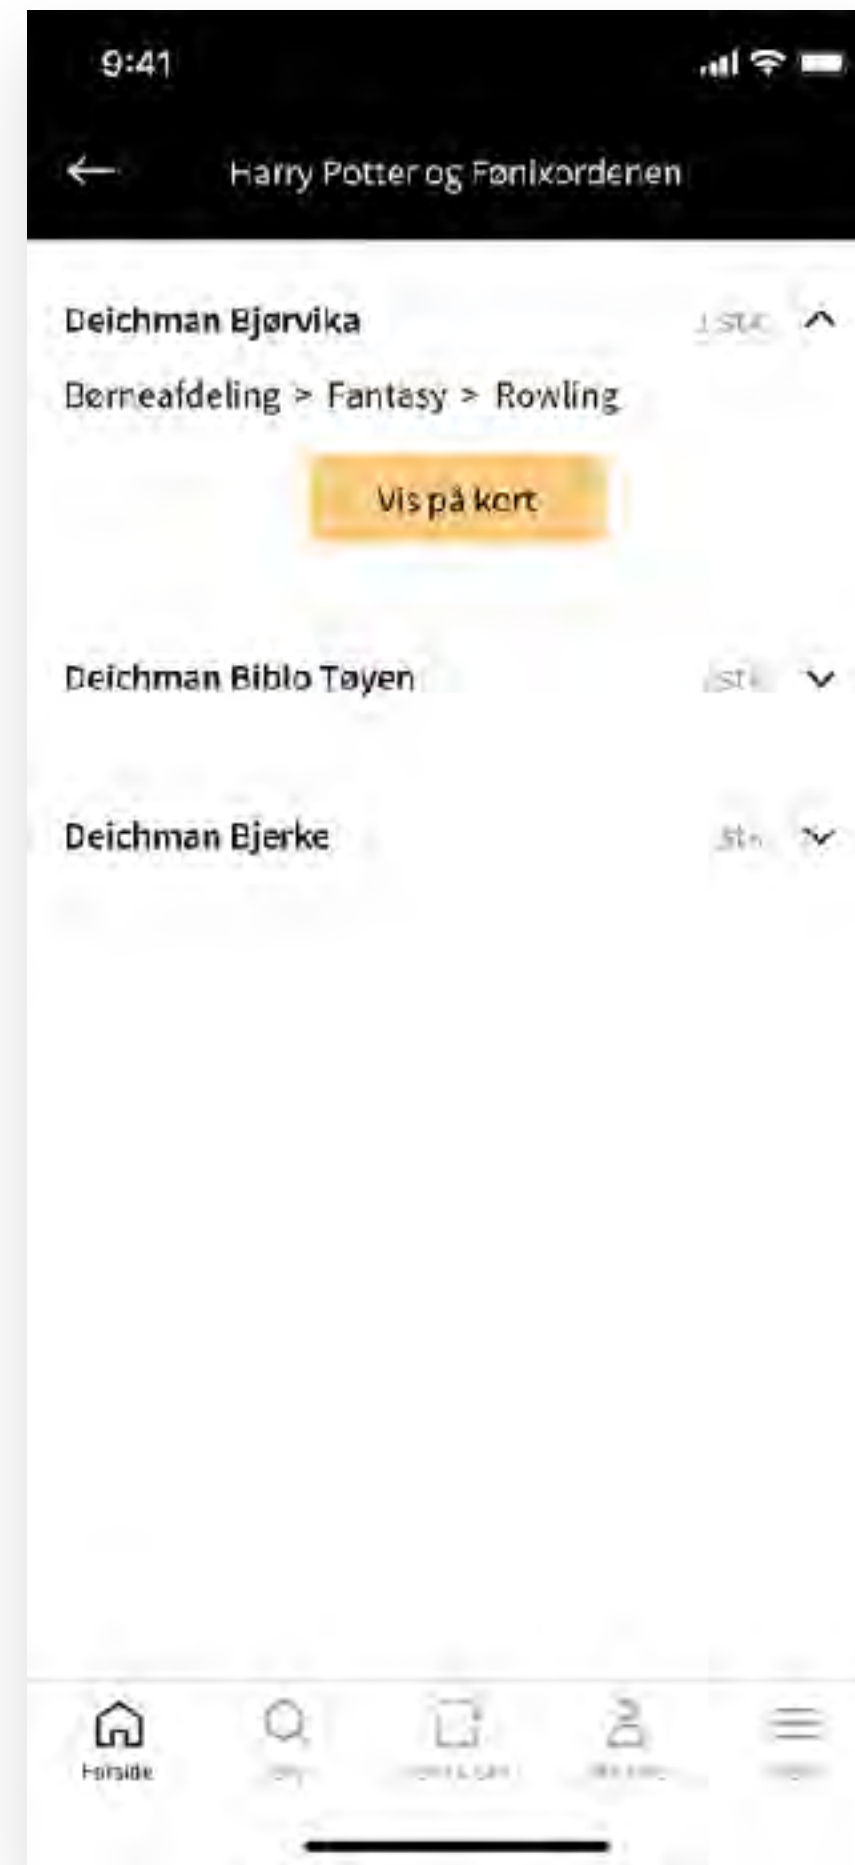 9:41
Harry Potter og Fønixordenen
Deichman Bjørvika
Børneafdeling > Fantasy > Rowling
Vis på kort
Deichman Biblo Tøyen
Deichman Bjerke
Forside